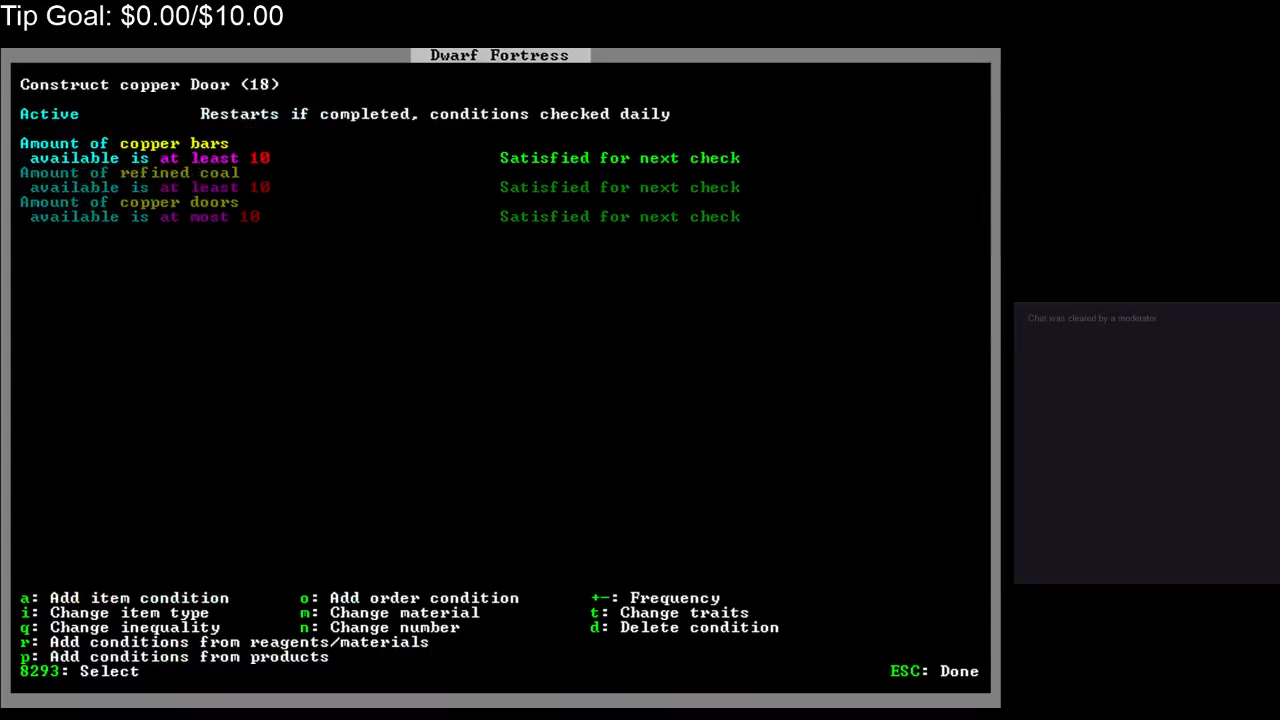 Tip Goal: $0.00/$10.00
Dwarf Fortress
Construct copper Door (18)
Active Restarts if completed, conditions checked daily
Amount of copper bars
available is at least 10 Satisfied for next check
Amount of refined coal
available is at least 10 Satisfied for next check
Amount of copper doors
available is at most 10 Satisfied for next check
Chat was cleared by a moderator
a: Add item condition o: Add order condition +-: Frequency
i: Change item type m: Change material t: Change traits
q: Change inequality n: Change number d: Delete condition
r: Add conditions from reagents/materials
p: Add conditions from products
8293: Select ESC: Done